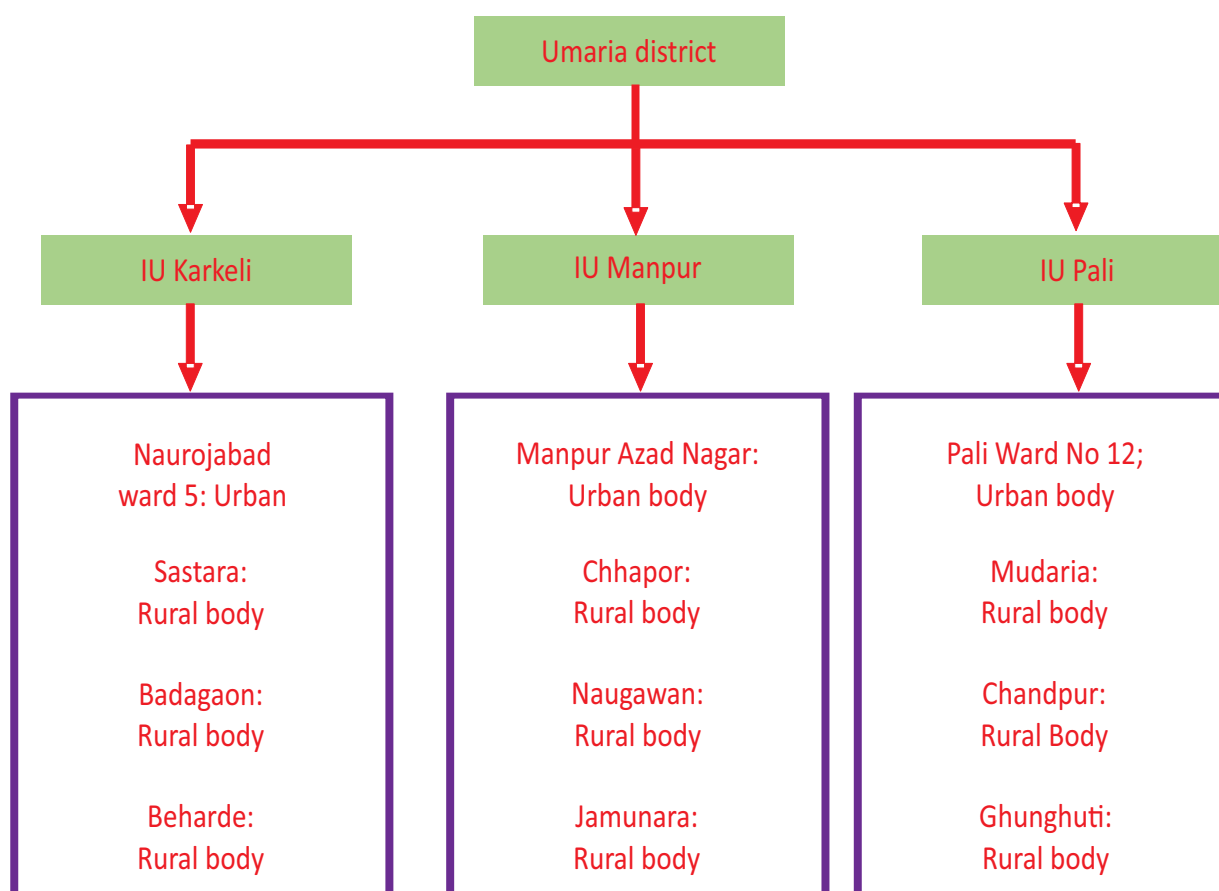 Umaria district
IU Karkeli
IU Manpur
IU Pali
Naurojabad
ward 5: Urban
Sastara:
Rural body
Badagaon:
Rural body
Beharde:
Rural body
Manpur Azad Nagar:
Urban body
Chhapor:
Rural body
Naugawan:
Rural body
Jamunara:
Rural body
Pali Ward No 12;
Urban body
Mudaria:
Rural body
Chandpur:
Rural Body
Ghunghuti:
Rural body